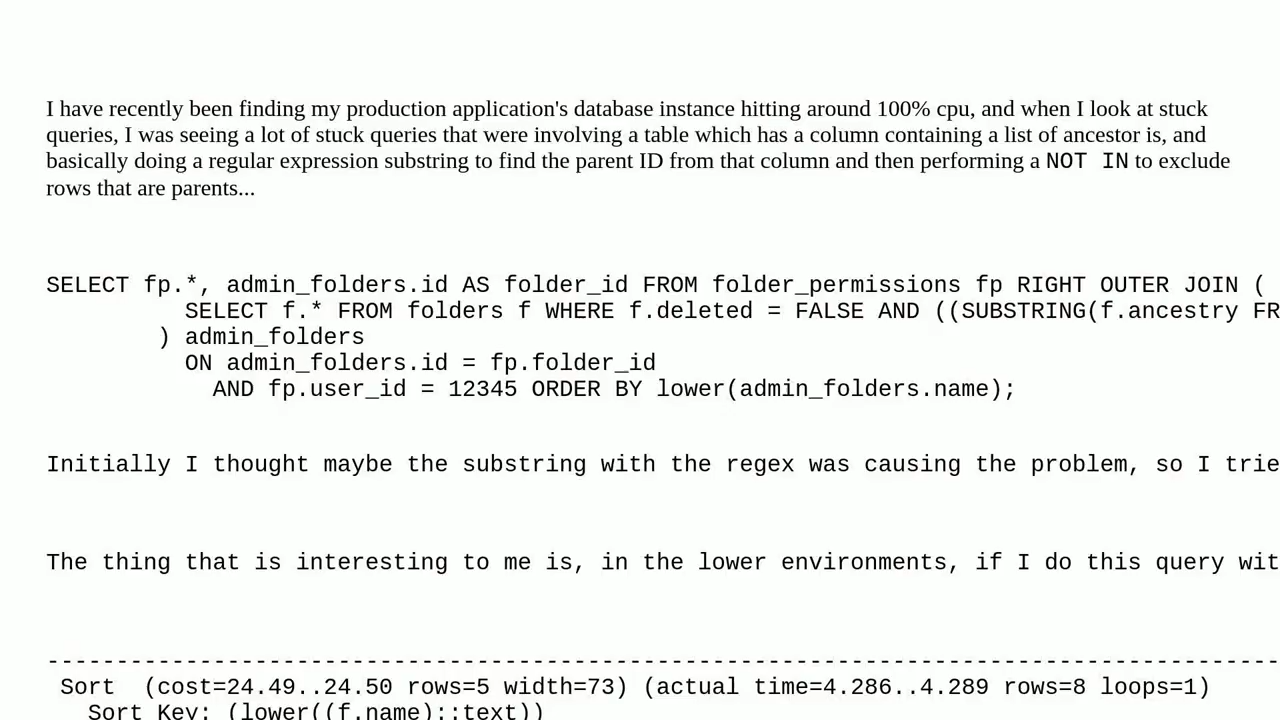 I have recently been finding my production application's database instance hitting around 100% cpu, and when I look at stuck
queries, I was seeing a lot of stuck queries that were involving a table which has a column containing a list of ancestor is, and
basically doing a regular expression substring to find the parent ID from that column and then performing a NOT IN to exclude
rows that are parents...
SELECT fp.*, admin_folders.id AS folder_id FROM folder_permissions fp RIGHT OUTER JOIN (
SELECT f.* FROM folders f WHERE f.deleted = FALSE AND ((SUBSTRING(f.ancestry FR
) admin_folders
ON admin_folders.id = fp.folder_id
AND fp.user_id = 12345 ORDER BY lower(admin_folders.name);
Initially I thought maybe the substring with the regex was causing the problem, so I trie
The thing that is interesting to me is, in the lower environments, if I do this query wit
-----------------------------------------------------------------------------------------
Sort (cost=24.49..24.50 rows=5 width=73) (actual time=4.286..4.289 rows=8 loops=1)
Sort Key: (lower((f.name)::text))